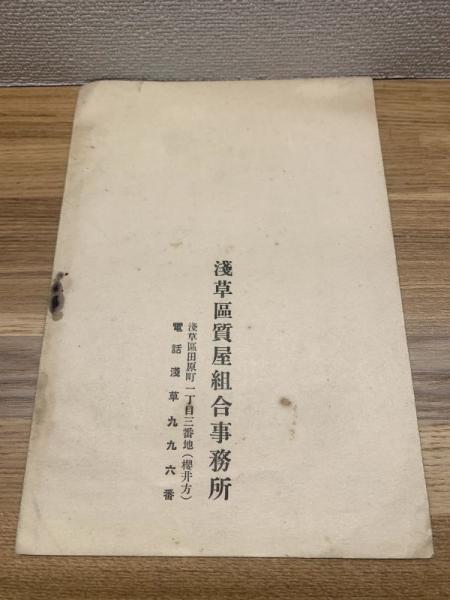 淺草區質屋組合事務所
淺草區田原町一丁目三番地(櫻井方)
電話淺草九九六番